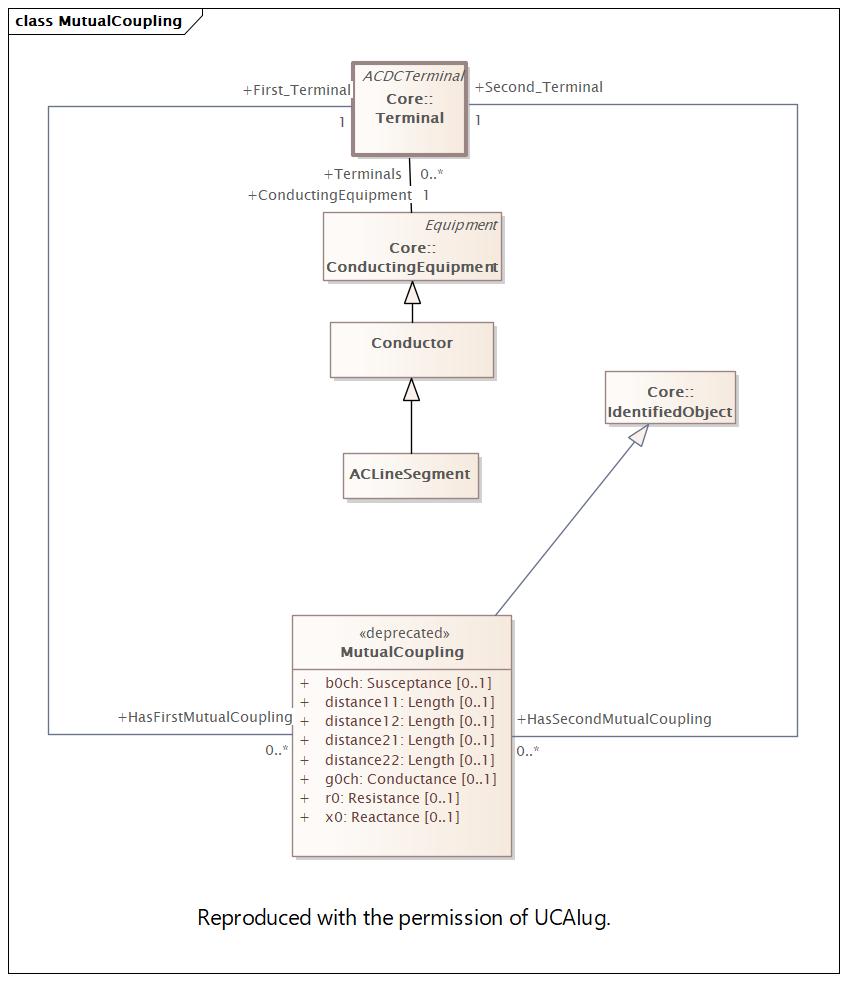 class MutualCoupling
ACDCTerminal
Core::
Terminal
+First_Terminal
1
+Second_Terminal
1
+Terminals 0..*
+ConductingEquipment 1
Equipment
Core::
ConductingEquipment
Conductor
Core::
IdentifiedObject
ACLineSegment
«deprecated»
MutualCoupling
+ b0ch: Susceptance [0..1]
+ distance11: Length [0..1]
+ distance12: Length [0..1]
+ distance21: Length [0..1]
+ distance22: Length [0..1]
+ g0ch: Conductance [0..1]
+ r0: Resistance [0..1]
+ x0: Reactance [0..1]
+HasFirstMutualCoupling
0..*
+HasSecondMutualCoupling
0..*
Reproduced with the permission of UCAIug.